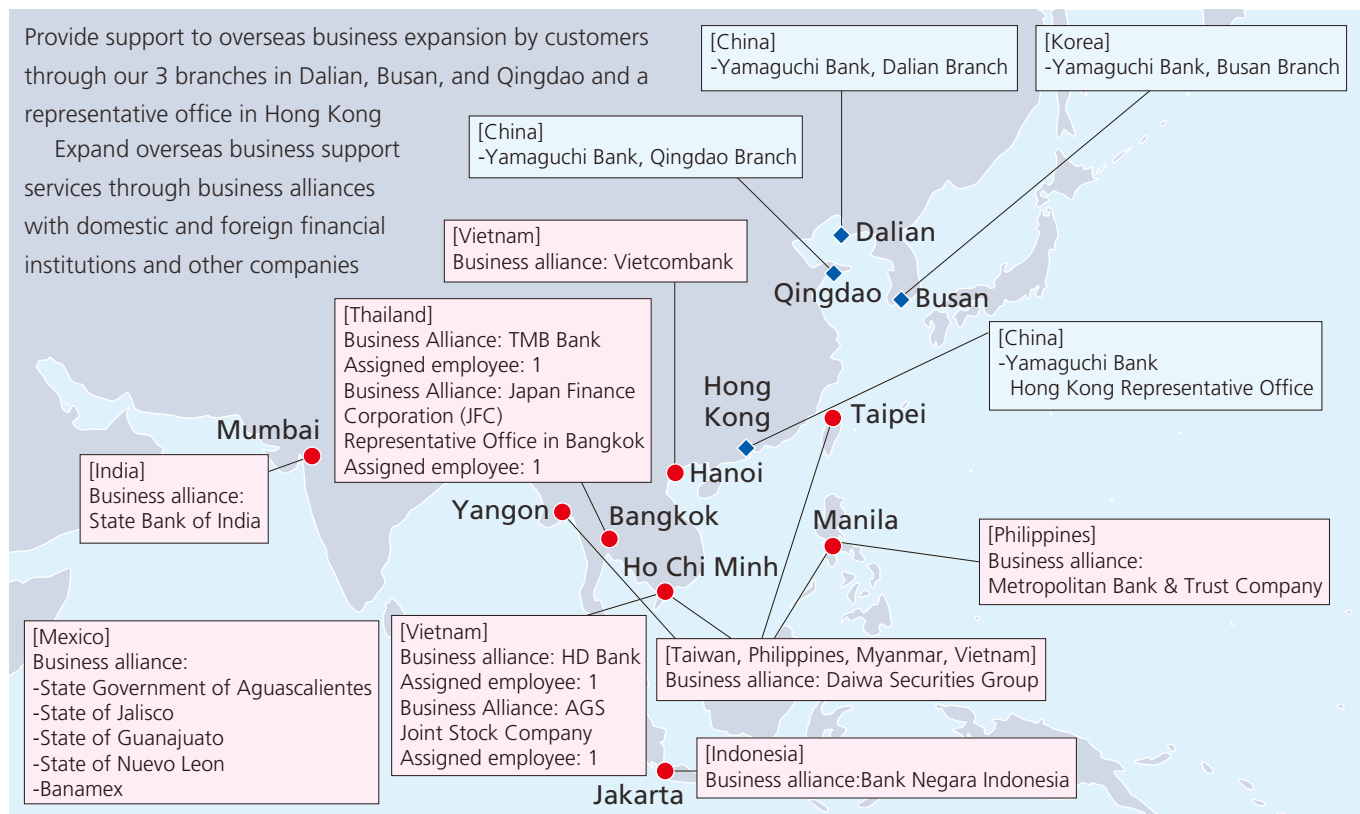 Provide support to overseas business expansion by customers
through our 3 branches in Dalian, Busan, and Qingdao and a
representative office in Hong Kong
Expand overseas business support
services through business alliances
with domestic and foreign financial
institutions and other companies
[China]
-Yamaguchi Bank, Dalian Branch
[Korea]
-Yamaguchi Bank, Busan Branch
[China]
-Yamaguchi Bank, Qingdao Branch
[Vietnam]
Business alliance: Vietcombank
Dalian
Qingdao
Busan
[Thailand]
Business Alliance: TMB Bank
Assigned employee: 1
Business Alliance: Japan Finance
Corporation (JFC)
Representative Office in Bangkok
Assigned employee: 1
[China]
-Yamaguchi Bank
Hong Kong Representative Office
Hong
Kong
Taipei
Mumbai
[India]
Business alliance:
State Bank of India
Hanoi
Yangon
Bangkok
Manila
Ho Chi Minh
[Philippines]
Business alliance:
Metropolitan Bank & Trust Company
[Mexico]
Business alliance:
-State Government of Aguascalientes
-State of Jalisco
-State of Guanajuato
-State of Nuevo Leon
-Banamex
[Vietnam]
Business alliance: HD Bank
Assigned employee: 1
Business Alliance: AGS
Joint Stock Company
Assigned employee: 1
[Taiwan, Philippines, Myanmar, Vietnam]
Business alliance: Daiwa Securities Group
[Indonesia]
Business alliance:Bank Negara Indonesia
Jakarta